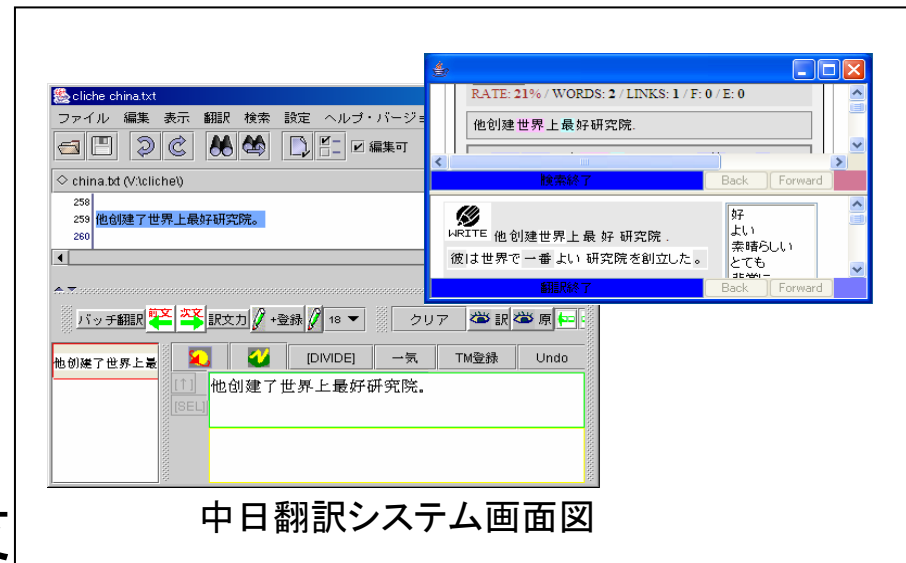 cliche china.txt
ファイル 編集 表示 翻訳 検索 設定 ヘルプ・バージョ
編集可
china.txt (V:\cliche\)
258
259 他创建了世界上最好研究院。
260
バッチ翻訳 前文 次文 訳文力 +登録 18 クリア 訳 原
他创建了世界上最 [DIVIDE] 一気 TM登録 Undo
[↑] 他创建了世界上最好研究院。
[SEL]
RATE: 21% / WORDS: 2 / LINKS: 1 / F: 0 / E: 0
他创建世界上最好研究院.
検索終了 Back Forward
WRITE 他创建世界上最 好 研究院 .
彼は世界で 一番 よい 研究院を創立した。
好
よい
素晴らしい
とても
翻訳終了 Back Forward
中日翻訳システム画面図